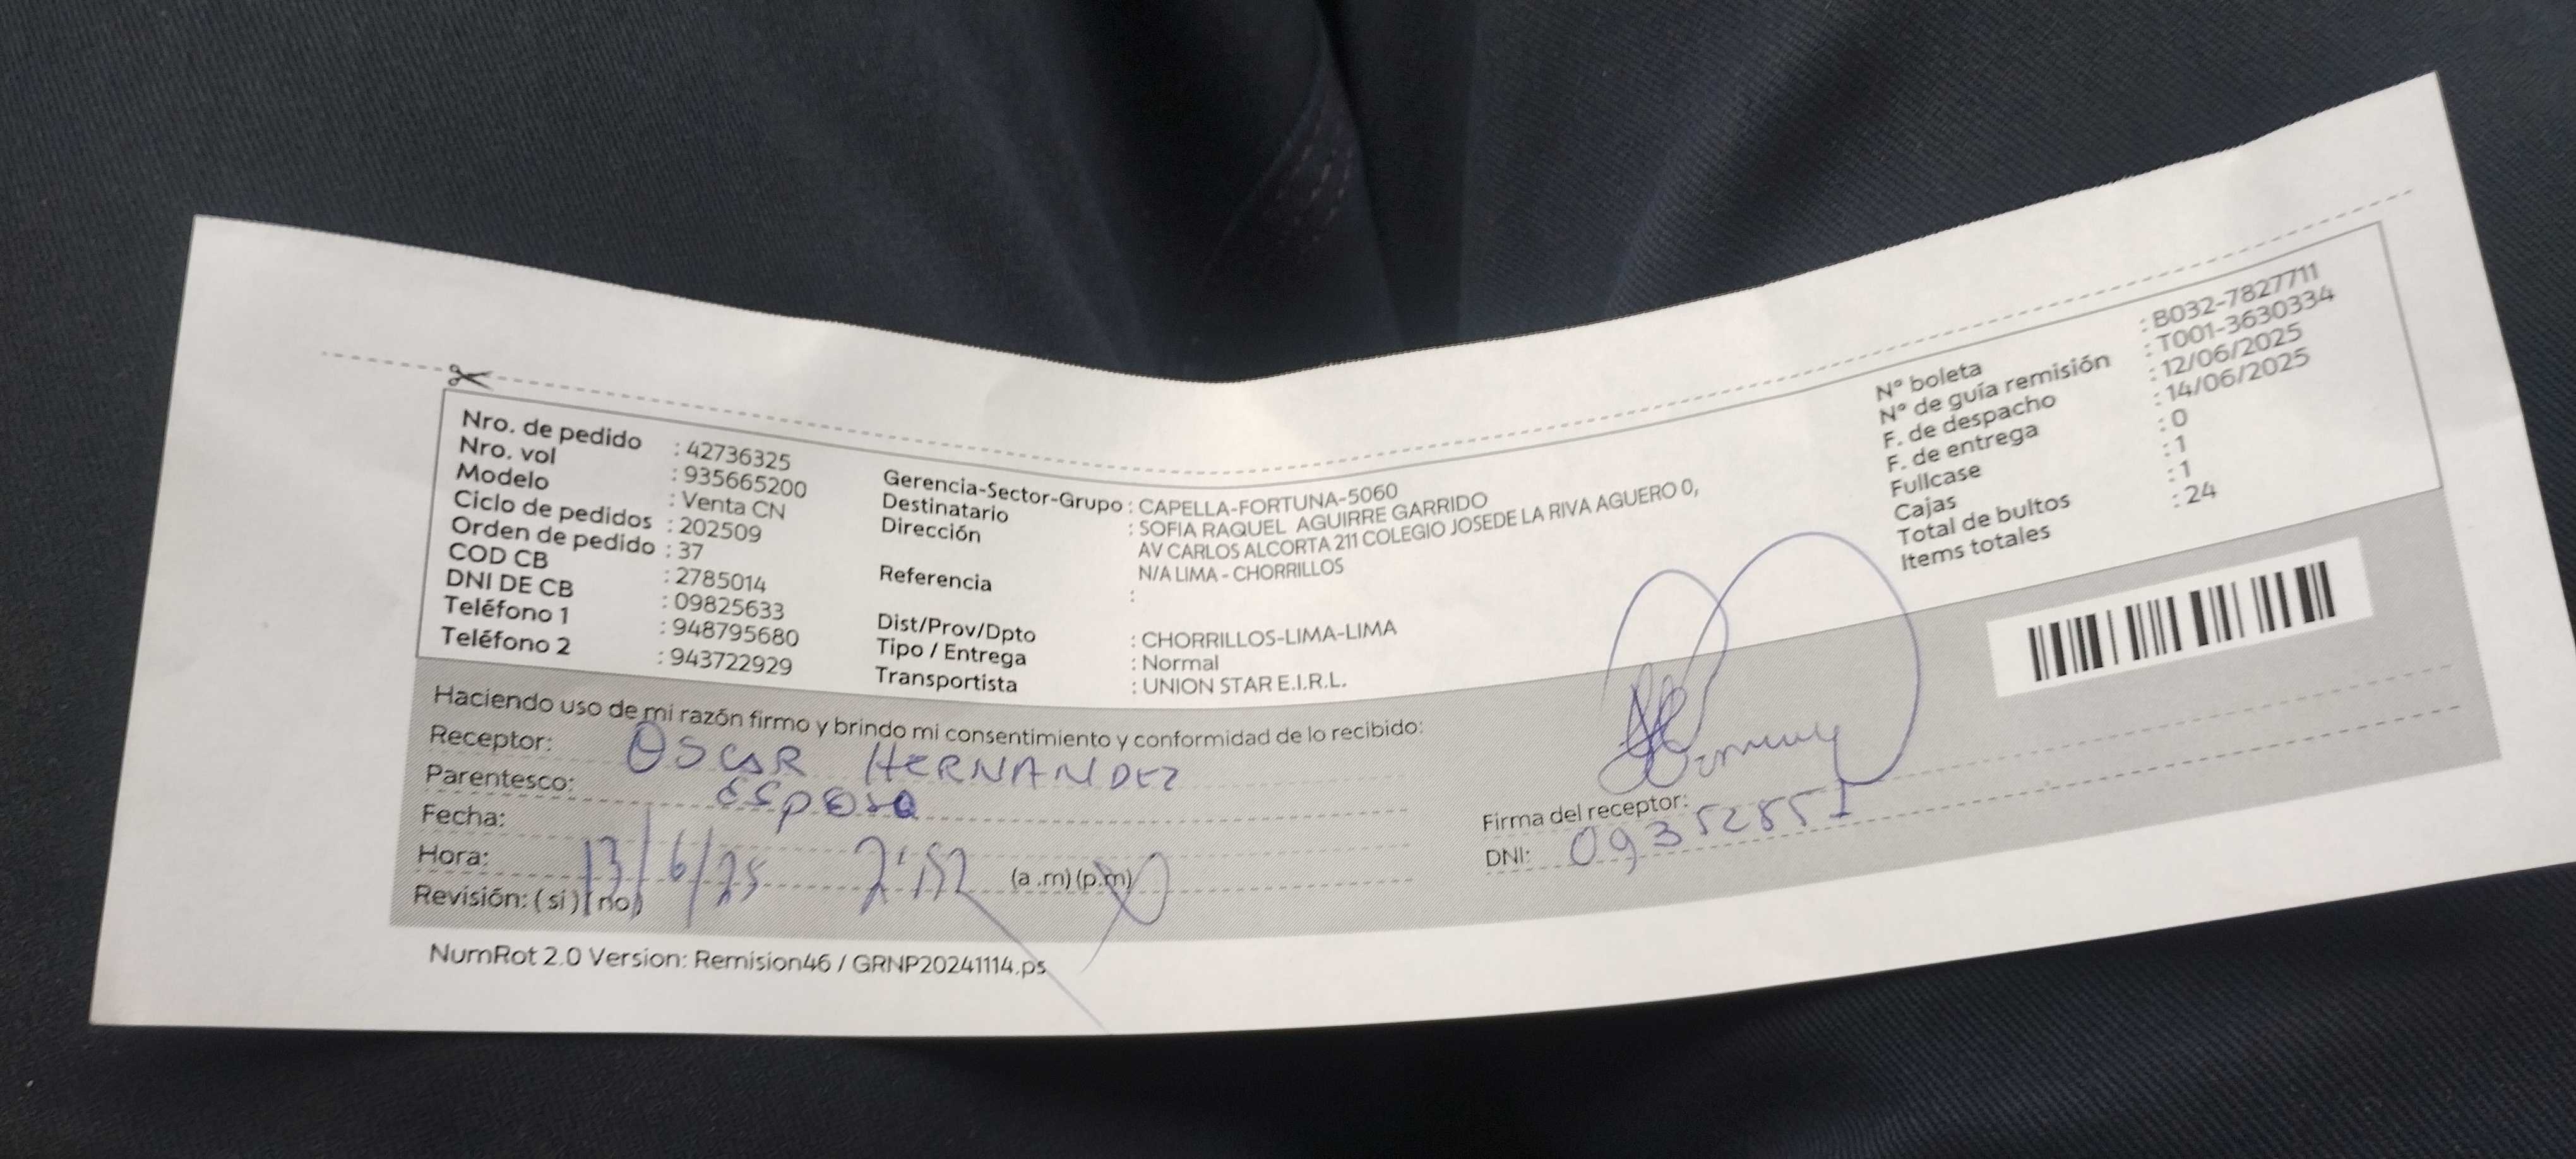 Nro. de pedido : 42736325
Nro. vol : 935665200
Modelo : Venta CN
Ciclo de pedidos : 202509
Orden de pedido : 37
COD CB : 2785014
DNI DE CB : 09825633
Teléfono 1 : 948795680
Teléfono 2 : 943722929
Gerencia-Sector-Grupo : CAPELLA-FORTUNA-5060
Destinatario : SOFIA RAQUEL AGUIRRE GARRIDO
Dirección : AV CARLOS ALCORTA 211 COLEGIO JOSEDE LA RIVA AGUERO 0,
N/A LIMA - CHORRILLOS
Referencia :
Dist/Prov/Dpto : CHORRILLOS-LIMA-LIMA
Tipo / Entrega : Normal
Transportista : UNION STAR E.I.R.L.
N° boleta : B032-7827711
N° de guía remisión : T001-3630334
F. de despacho : 12/06/2025
F. de entrega : 14/06/2025
Fullcase : 0
Cajas : 1
Total de bultos : 1
Items totales : 24
Haciendo uso de mi razón firmo y brindo mi consentimiento y conformidad de lo recibido:
Receptor: OSCAR HERNANDEZ
Parentesco: Esposo
Fecha: 13/6/25
Hora: 2:52 (a .m) (p.m)
Revisión: ( si ) ( no )
Firma del receptor:
DNI:
NumRot 2.0 Version: Remision46 / GRNP20241114.ps